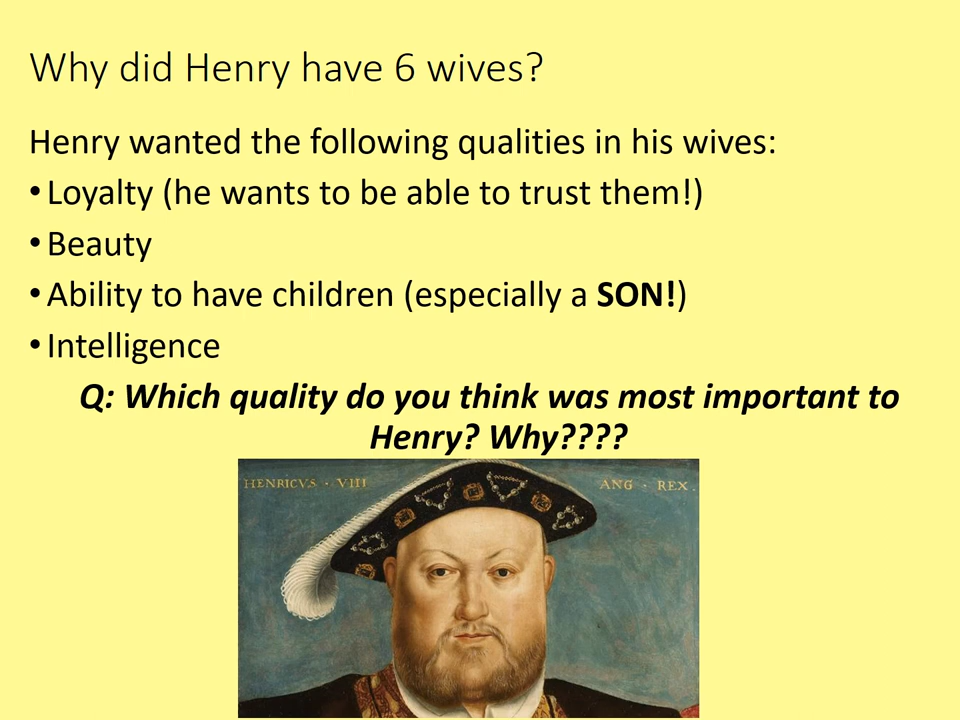 Why did Henry have 6 wives?
Henry wanted the following qualities in his wives:
•Loyalty (he wants to be able to trust them!)
•Beauty
•Ability to have children (especially a SON!)
•Intelligence
Q: Which quality do you think was most important to
Henry? Why????
HENRICVS · VIII ANG · REX .